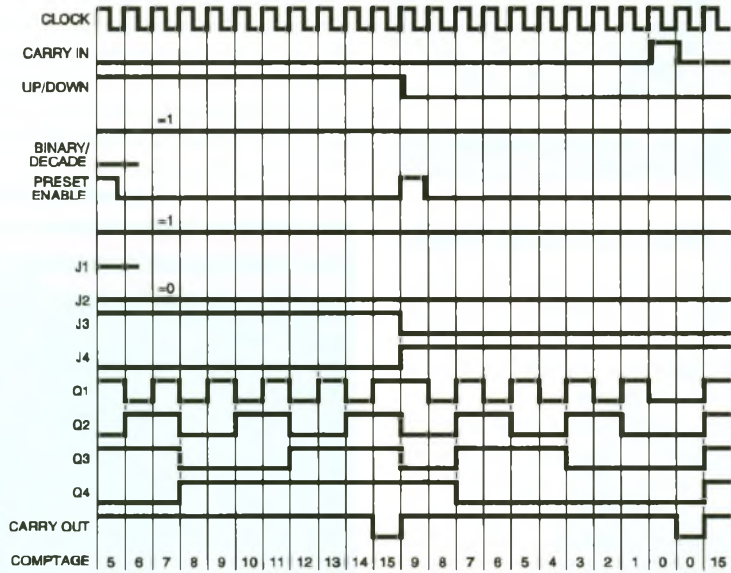 CLOCK
CARRY IN
UP/DOWN
=1
BINARY/
DECADE
PRESET
ENABLE
=1
J1
=0
J2
J3
J4
Q1
Q2
Q3
Q4
CARRY OUT
COMPTAGE 5 6 7 8 9 10 11 12 13 14 15 9 8 7 6 5 4 3 2 1 0 0 15